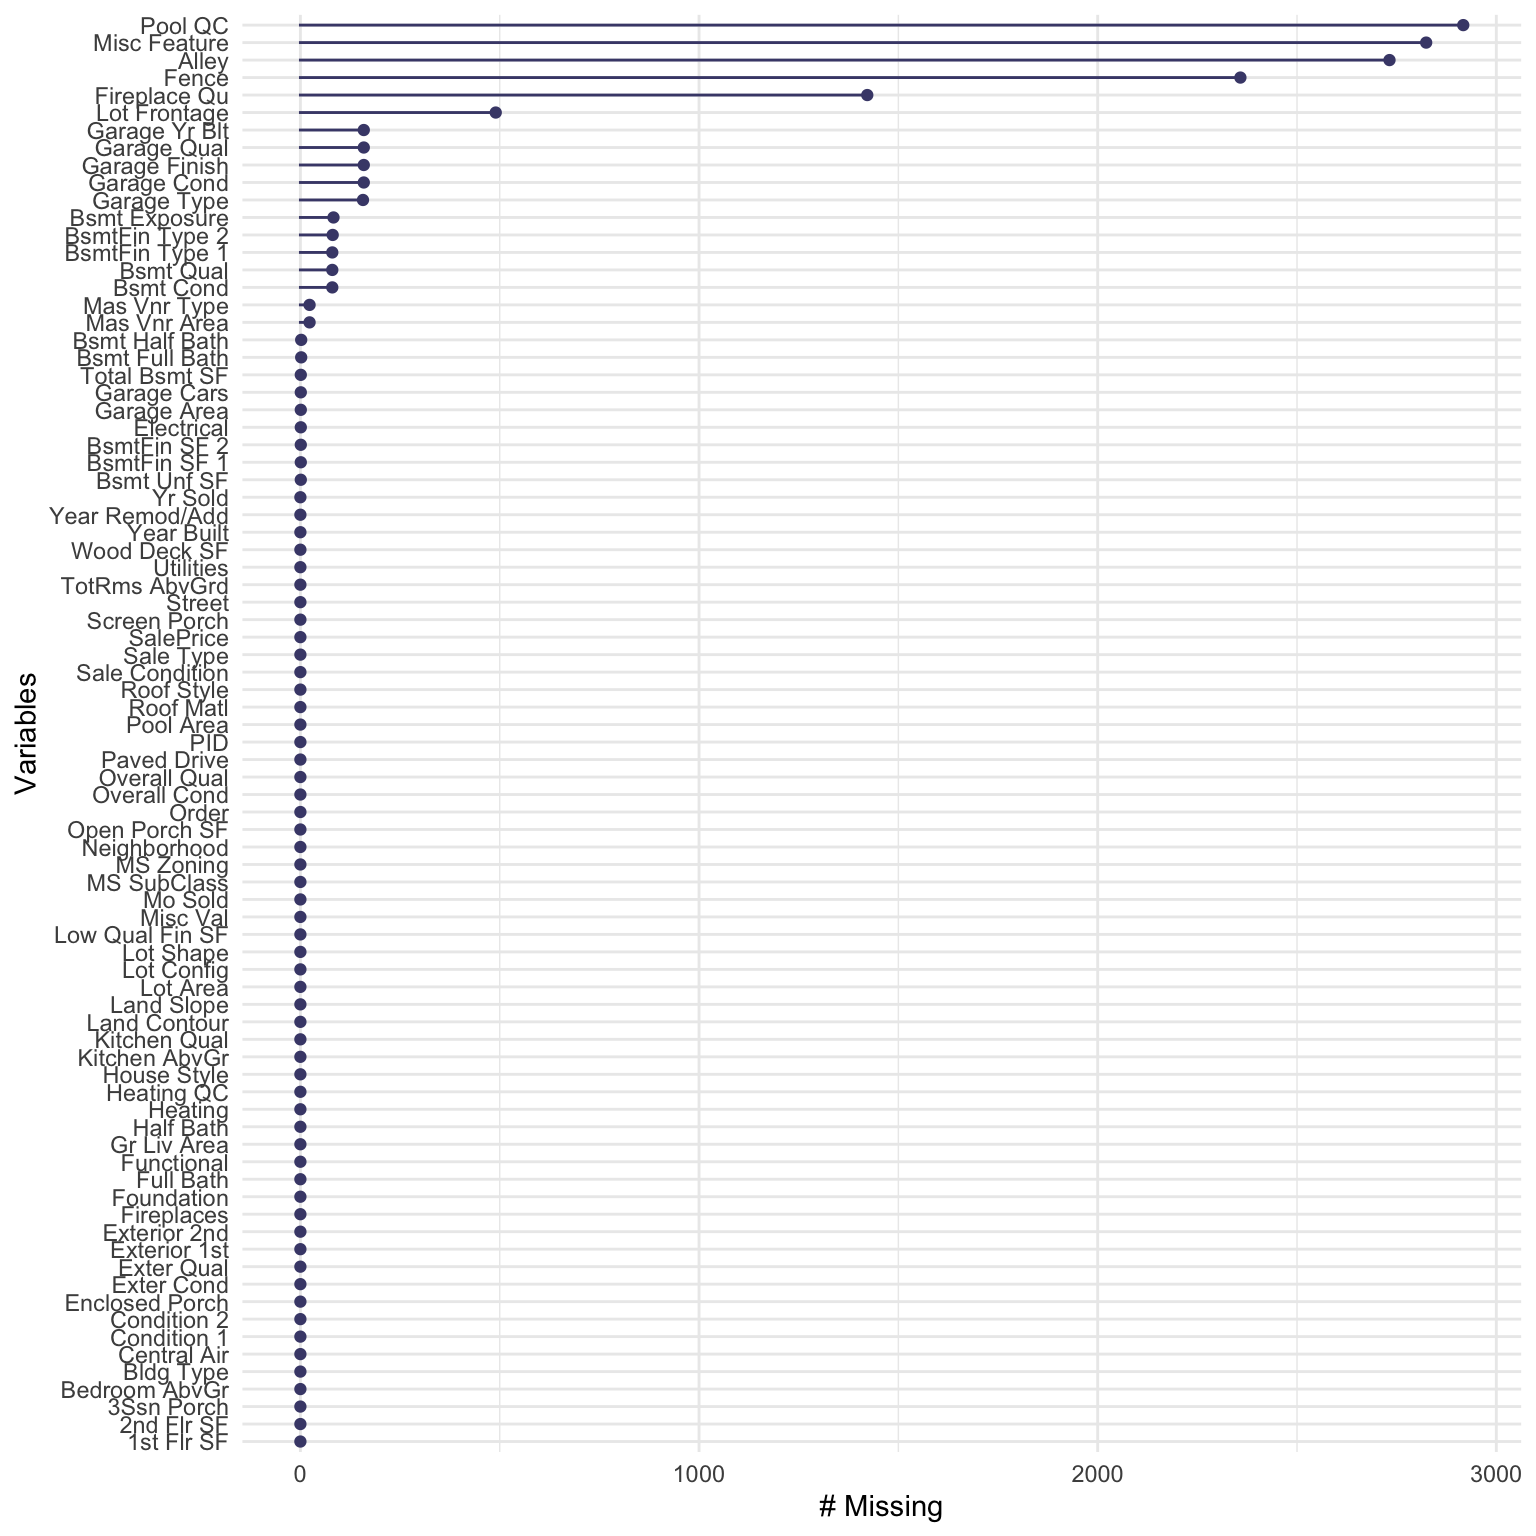 Pool QC
Misc Feature
Alley
Fence
Fireplace Qu
Lot Frontage
Garage Yr Blt
Garage Qual
Garage Finish
Garage Cond
Garage Type
Bsmt Exposure
BsmtFin Type 2
BsmtFin Type 1
Bsmt Qual
Bsmt Cond
Mas Vnr Type
Mas Vnr Area
Bsmt Half Bath
Bsmt Full Bath
Total Bsmt SF
Garage Cars
Garage Area
Electrical
BsmtFin SF 2
BsmtFin SF 1
Bsmt Unf SF
Yr Sold
Year Remod/Add
Year Built
Wood Deck SF
Utilities
TotRms AbvGrd
Street
Screen Porch
SalePrice
Sale Type
Sale Condition
Roof Style
Roof Matl
Pool Area
PID
Paved Drive
Overall Qual
Overall Cond
Order
Open Porch SF
Neighborhood
MS Zoning
MS SubClass
Mo Sold
Misc Val
Low Qual Fin SF
Lot Shape
Lot Config
Lot Area
Land Slope
Land Contour
Kitchen Qual
Kitchen AbvGr
House Style
Heating QC
Heating
Half Bath
Gr Liv Area
Functional
Full Bath
Foundation
Fireplaces
Exterior 2nd
Exterior 1st
Exter Qual
Exter Cond
Enclosed Porch
Condition 2
Condition 1
Central Air
Bldg Type
Bedroom AbvGr
3Ssn Porch
2nd Flr SF
1st Flr SF
Variables
0 1000 2000 3000
# Missing